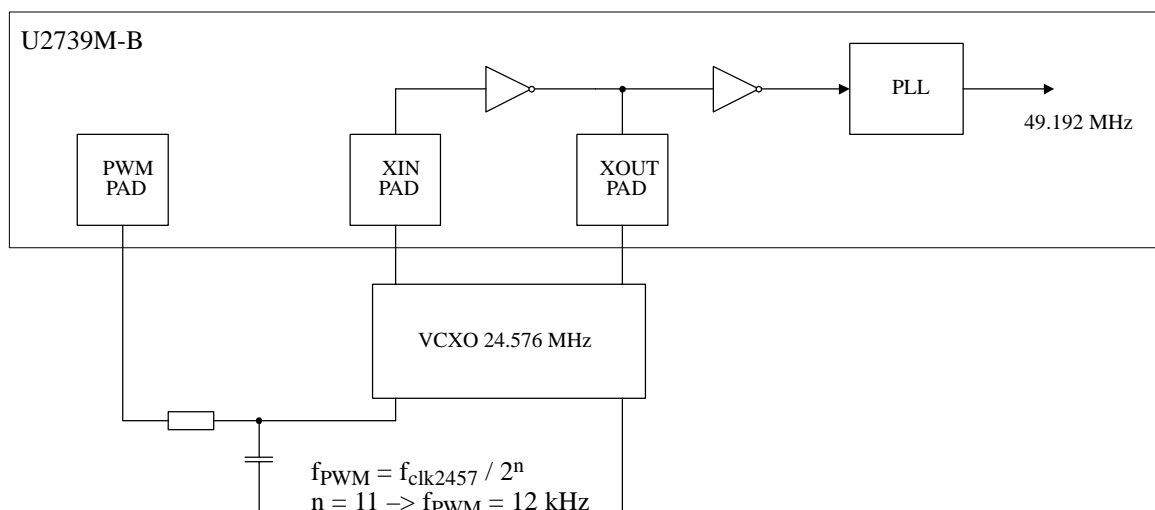 U2739M-B
PLL
49.192 MHz
PWM
PAD
XIN
PAD
XOUT
PAD
VCXO 24.576 MHz
fPWM = fclk2457 / 2ⁿ
n = 11 –> fPWM = 12 kHz